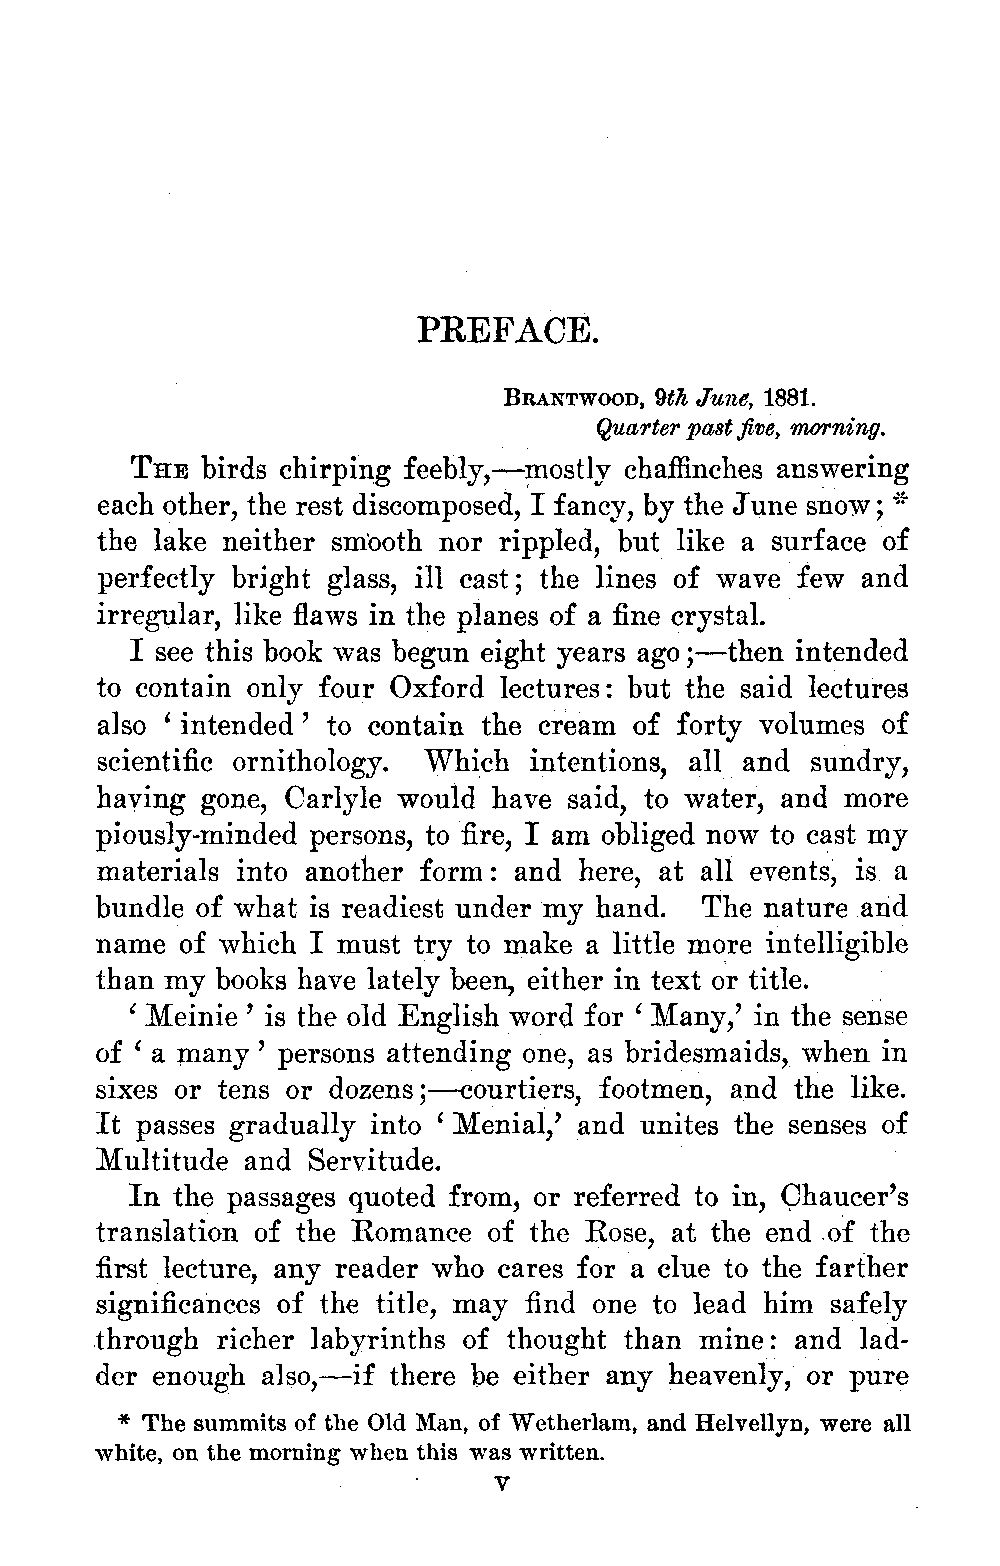 PREFACE.
BRANTWOOD, 9th June, 1881.
Quarter past five, morning.
THE birds chirping feebly,—mostly chaffinches answering
each other, the rest discomposed, I fancy, by the June snow; *
the lake neither smooth nor rippled, but like a surface of
perfectly bright glass, ill cast; the lines of wave few and
irregular, like flaws in the planes of a fine crystal.
I see this book was begun eight years ago;—then intended
to contain only four Oxford lectures: but the said lectures
also ‘intended’ to contain the cream of forty volumes of
scientific ornithology. Which intentions, all and sundry,
having gone, Carlyle would have said, to water, and more
piously-minded persons, to fire, I am obliged now to cast my
materials into another form: and here, at all events, is a
bundle of what is readiest under my hand. The nature and
name of which I must try to make a little more intelligible
than my books have lately been, either in text or title.
‘Meinie’ is the old English word for ‘Many,’ in the sense
of ‘a many’ persons attending one, as bridesmaids, when in
sixes or tens or dozens;—courtiers, footmen, and the like.
It passes gradually into ‘Menial,’ and unites the senses of
Multitude and Servitude.
In the passages quoted from, or referred to in, Chaucer’s
translation of the Romance of the Rose, at the end of the
first lecture, any reader who cares for a clue to the farther
significances of the title, may find one to lead him safely
through richer labyrinths of thought than mine: and lad-
der enough also,—if there be either any heavenly, or pure
* The summits of the Old Man, of Wetherlam, and Helvellyn, were all
white, on the morning when this was written.
V